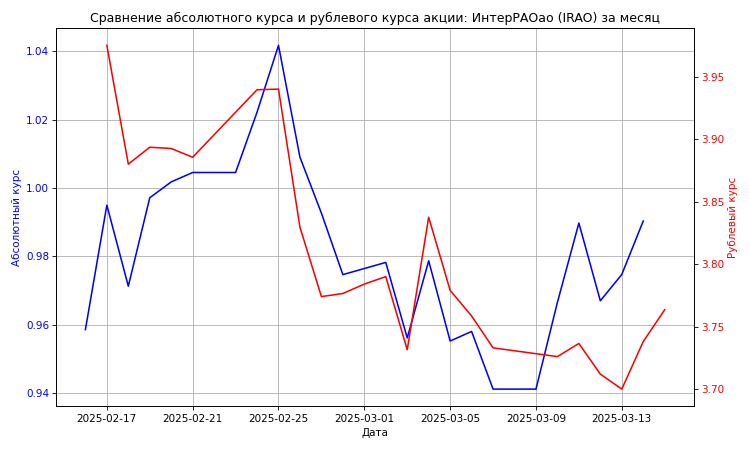 Сравнение абсолютного курса и рублевого курса акции: ИнтерРАОао (IRAO) за месяц
Абсолютный курс
1.04
1.02
1.00
0.98
0.96
0.94
3.95
3.90
3.85
3.80
3.75
3.70
Рублевый курс
2025-02-17 2025-02-21 2025-02-25 2025-03-01 2025-03-05 2025-03-09 2025-03-13
Дата